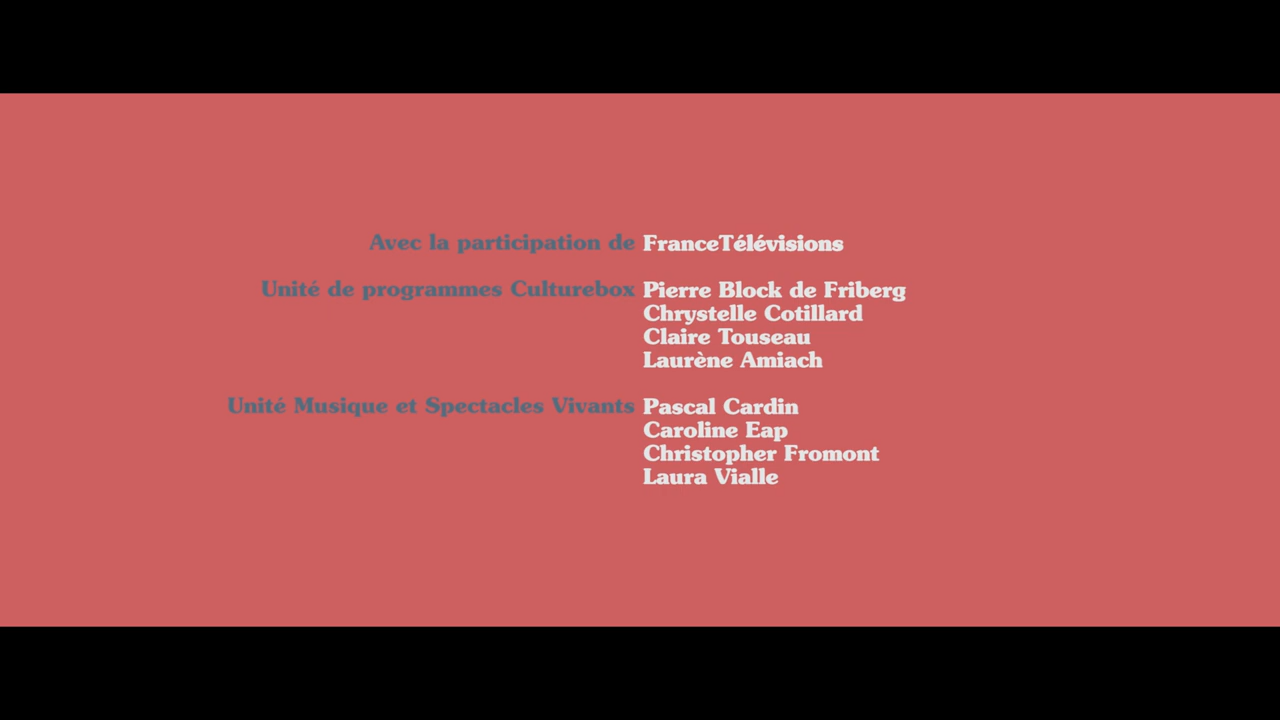 Avec la participation de FranceTélévisions
Unité de programmes Culturebox Pierre Block de Friberg
Chrystelle Cotillard
Claire Touseau
Laurène Amiach
Unité Musique et Spectacles Vivants Pascal Cardin
Caroline Eap
Christopher Fromont
Laura Vialle